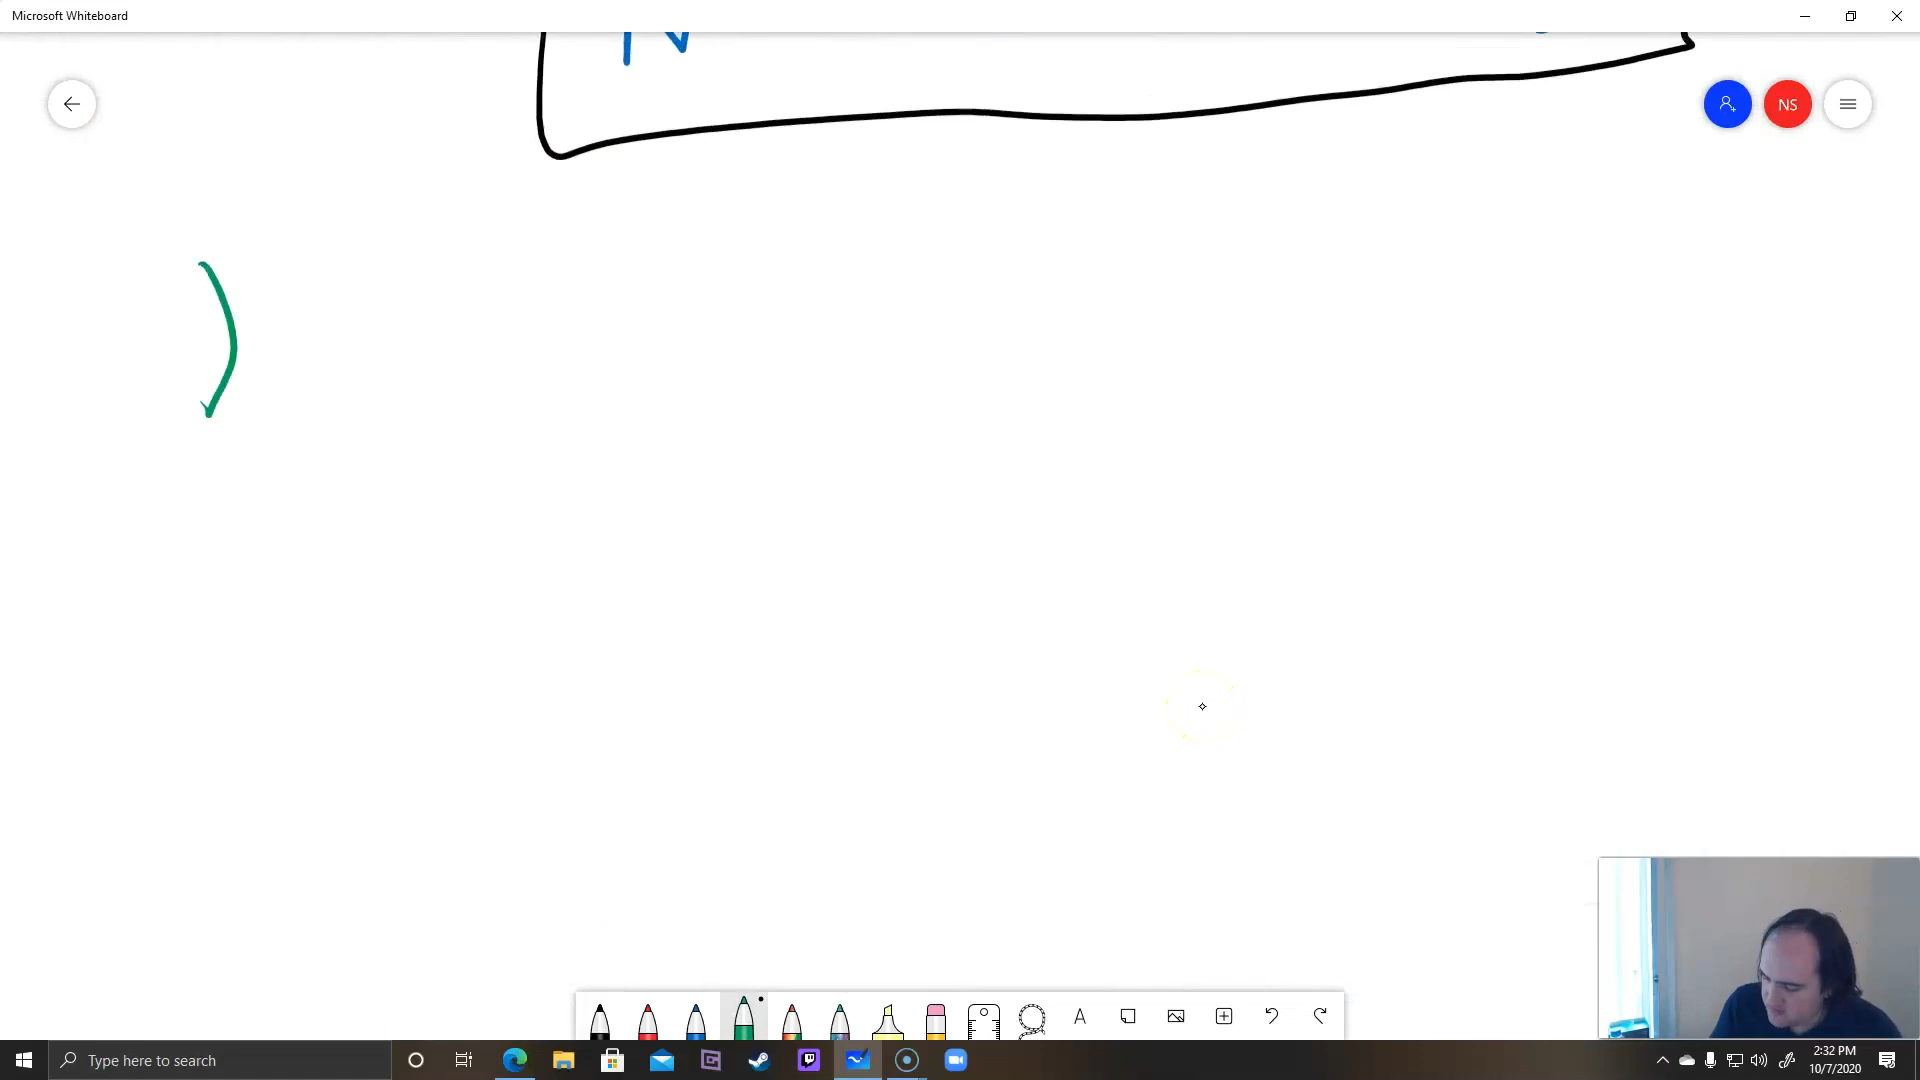 Microsoft Whiteboard
NS
A
Type here to search
2:32 PM
10/7/2020